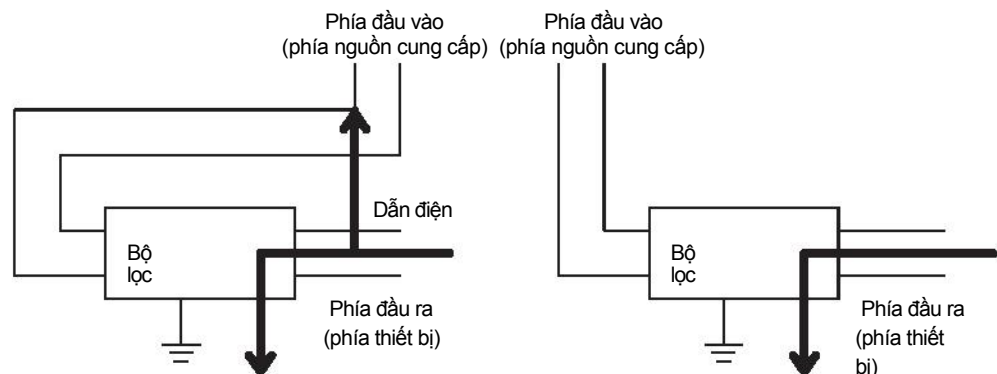 Phía đầu vào
(phía nguồn cung cấp)
Phía đầu vào
(phía nguồn cung cấp)
Dẫn điện
Bộ
lọc
Phía đầu ra
(phía thiết bị)
Bộ
lọc
Phía đầu ra
(phía thiết
bị)